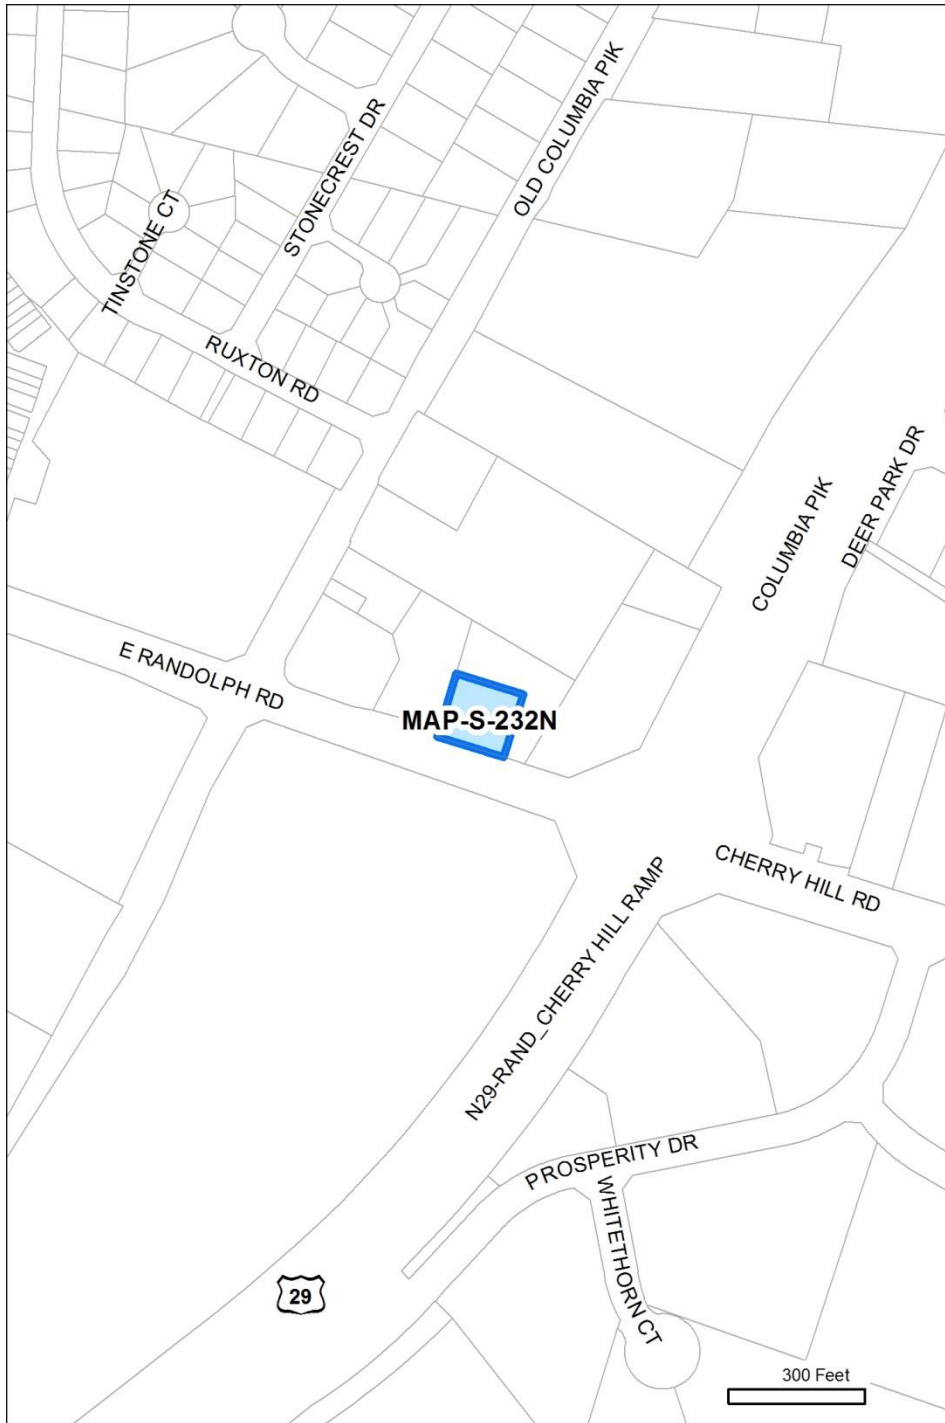 OLD COLUMBIA PIK
STONECREST DR
TINSTONE CT
RUXTON RD
COLUMBIA PIK
DEER PARK DR
E RANDOLPH RD
MAP-S-232N
CHERRY HILL RD
N29-RAND_CHERRY HILL RAMP
PROSPERITY DR
WHITETHORN CT
29
300 Feet